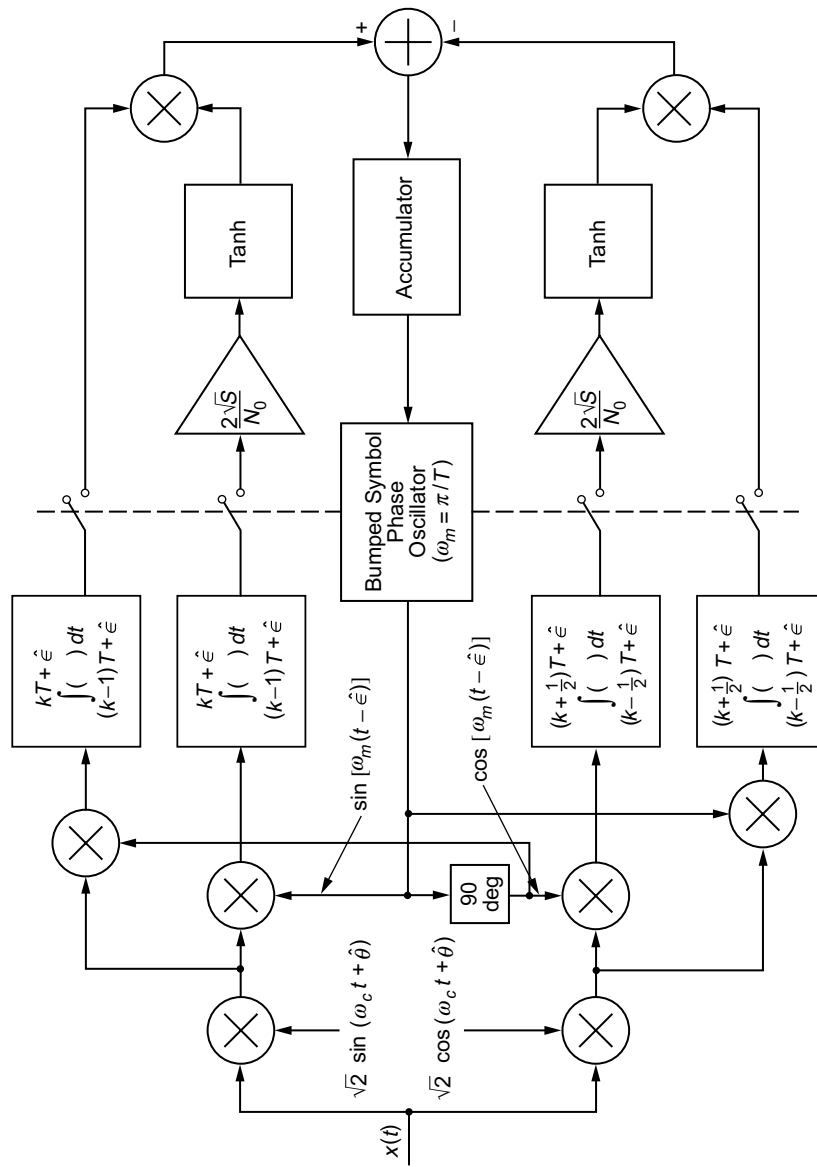 x(t)
√2 sin (ω_c t + θ̂)
√2 cos (ω_c t + θ̂)
sin [ω_m(t – ε̂)]
90
deg
cos [ω_m(t – ε̂)]
kT + ε̂
∫( ) dt
(k–1)T + ε̂
kT + ε̂
∫( ) dt
(k–1)T + ε̂
(k+1/2)T + ε̂
∫( ) dt
(k–1/2)T + ε̂
(k+1/2)T + ε̂
∫( ) dt
(k–1/2)T + ε̂
Bumped Symbol
Phase
Oscillator
(ω_m = π/T)
2√S
N₀
2√S
N₀
Tanh
Accumulator
Tanh
+
–